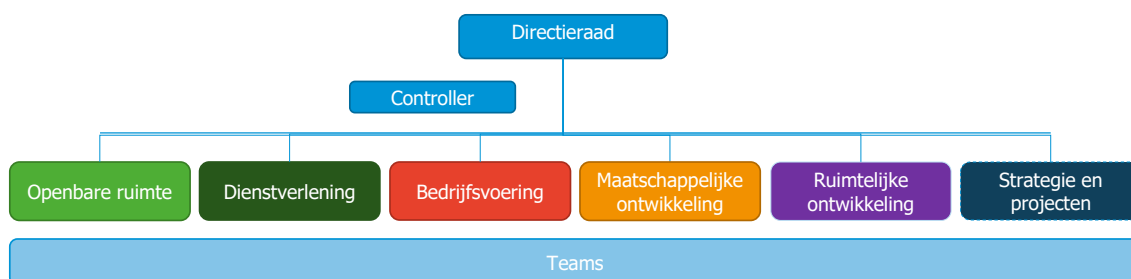 Directieraad
Controller
Openbare ruimte
Dienstverlening
Bedrijfsvoering
Maatschappelijke
ontwikkeling
Ruimtelijke
ontwikkeling
Strategie en
projecten
Teams